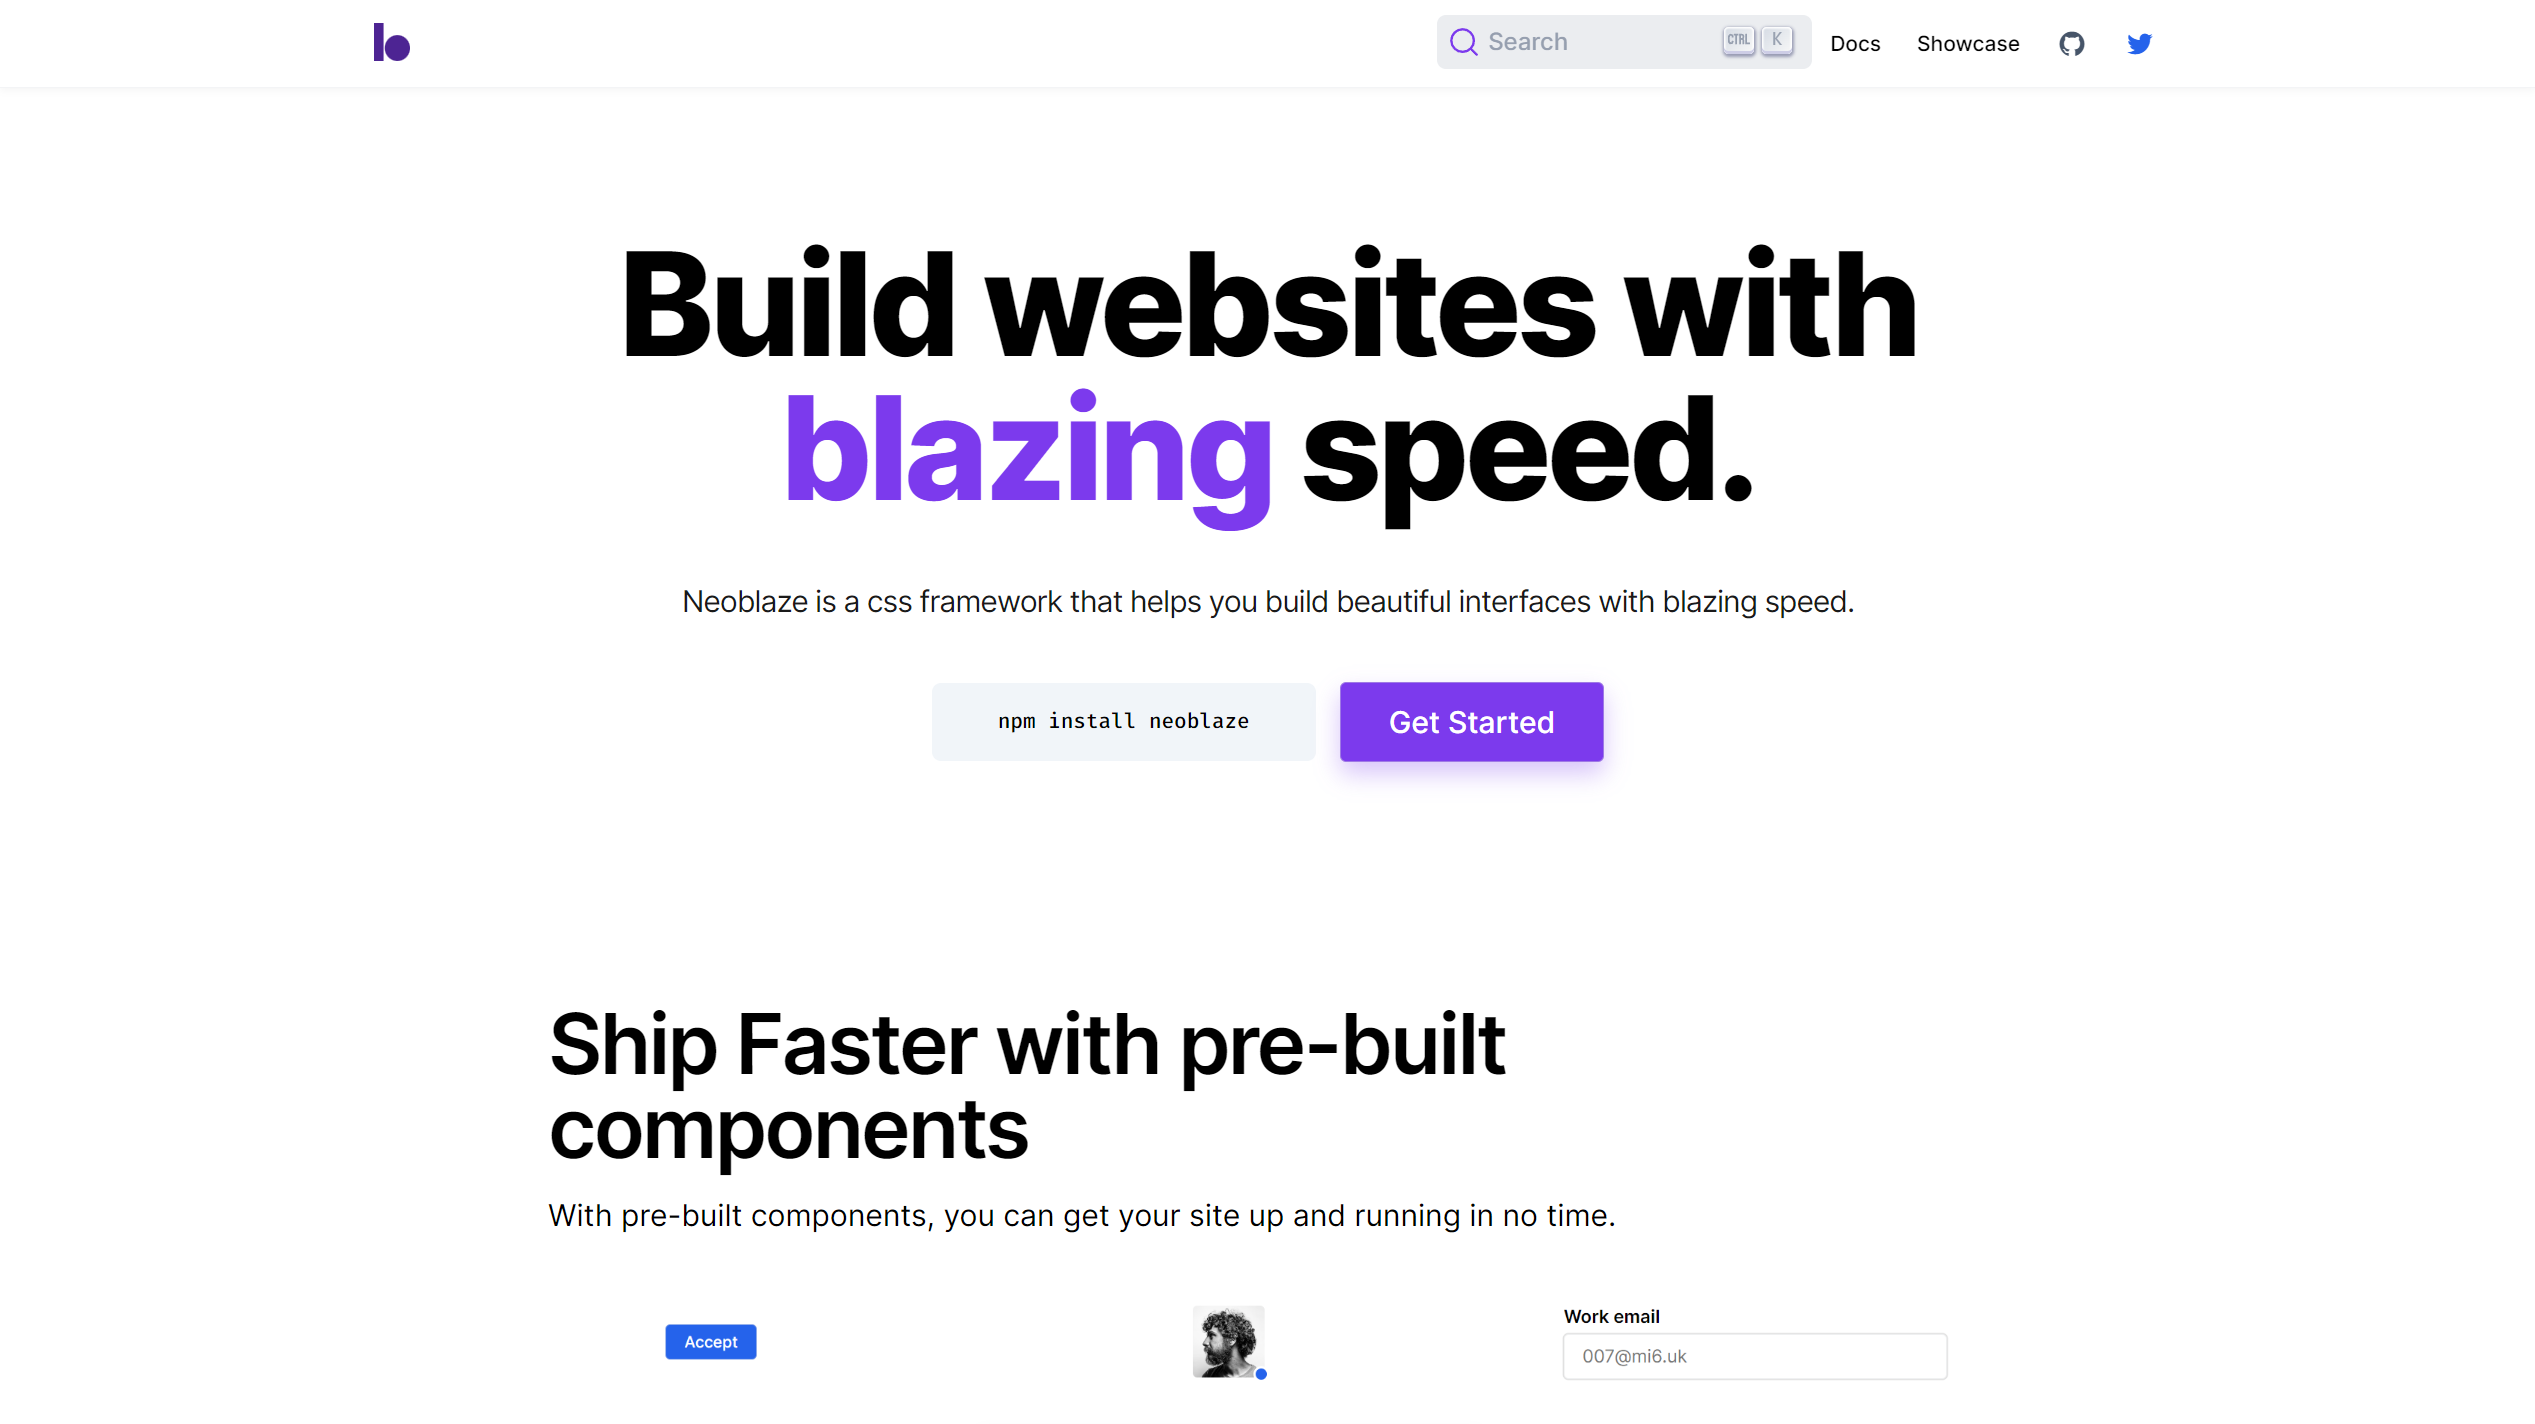 Search CTRL K Docs Showcase
Build websites with
blazing speed.
Neoblaze is a css framework that helps you build beautiful interfaces with blazing speed.
npm install neoblaze Get Started
Ship Faster with pre-built
components
With pre-built components, you can get your site up and running in no time.
Work email
Accept
007@mi6.uk